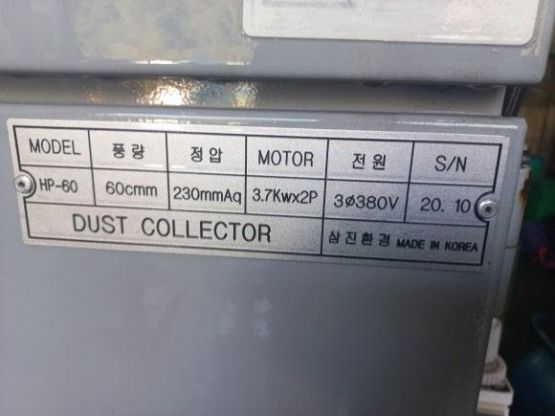 MODEL 풍량 정압 MOTOR 전원 S/N
HP-60 60cmm 230mmAq 3.7Kwx2P 3ø380V 20. 10
DUST COLLECTOR 삼진환경 MADE IN KOREA